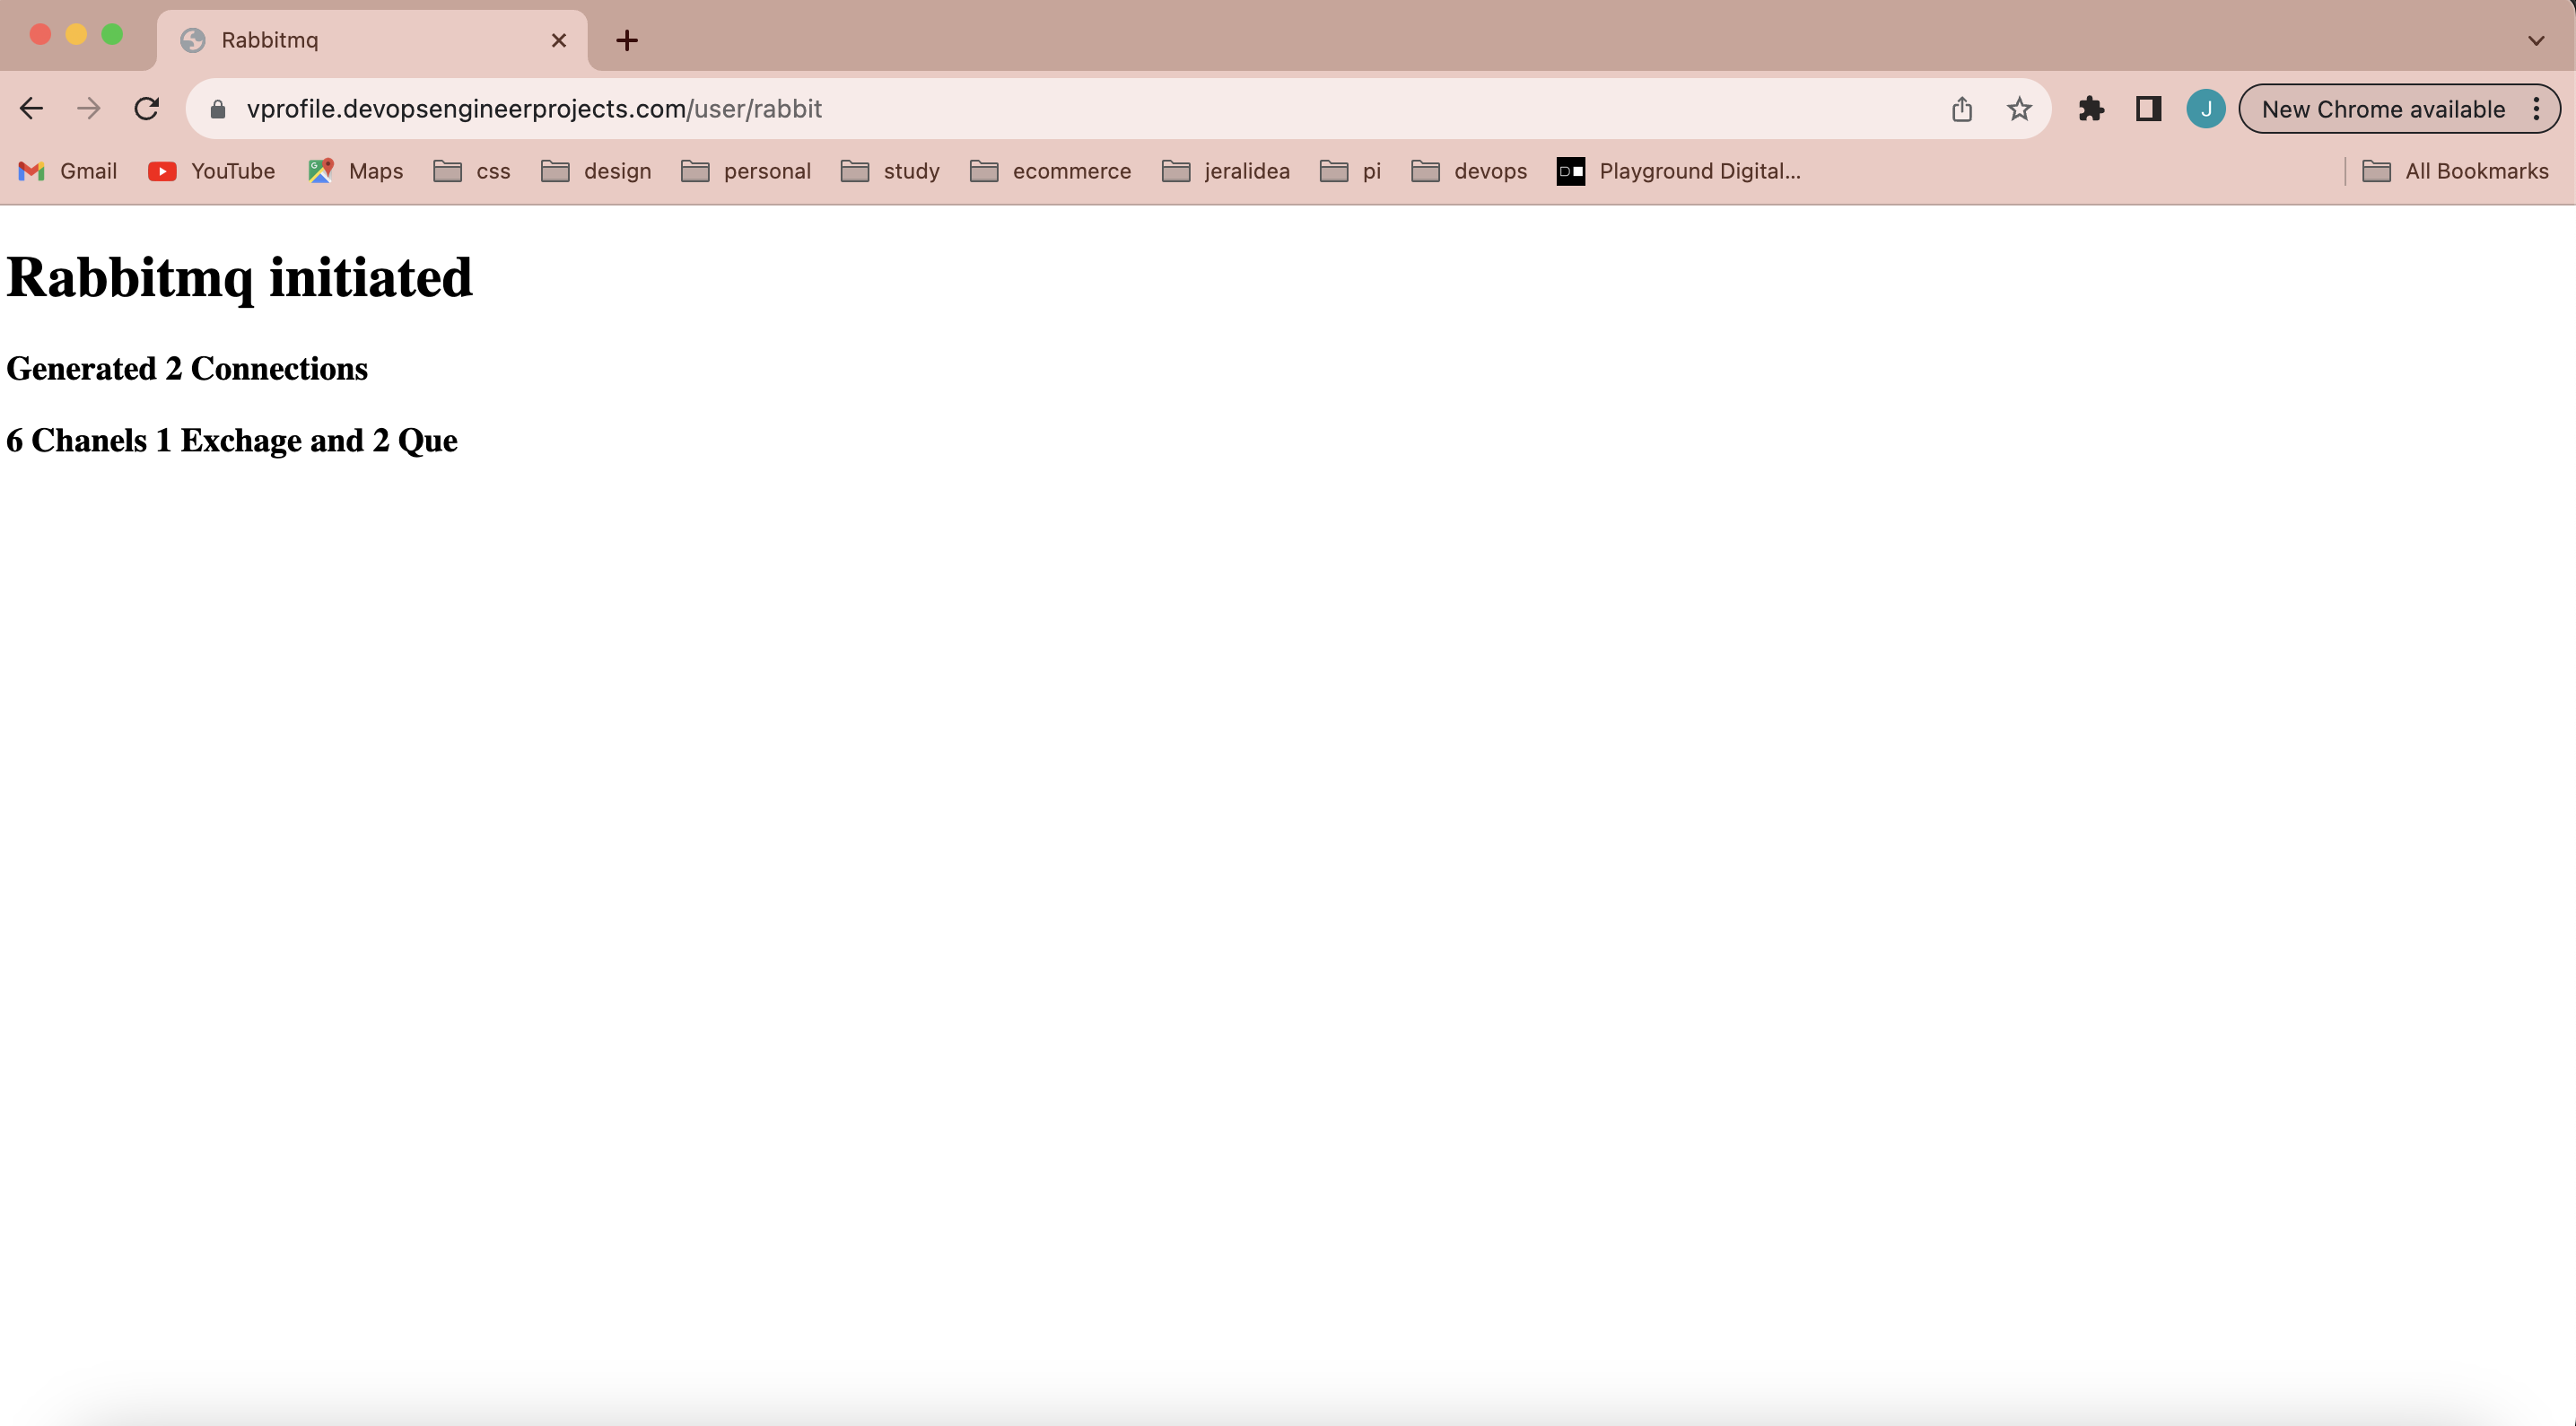 Rabbitmq
vprofile.devopsengineerprojects.com/user/rabbit
J
New Chrome available
Gmail YouTube Maps css design personal study ecommerce jeralidea pi devops Playground Digital... All Bookmarks
Rabbitmq initiated
Generated 2 Connections
6 Chanels 1 Exchage and 2 Que